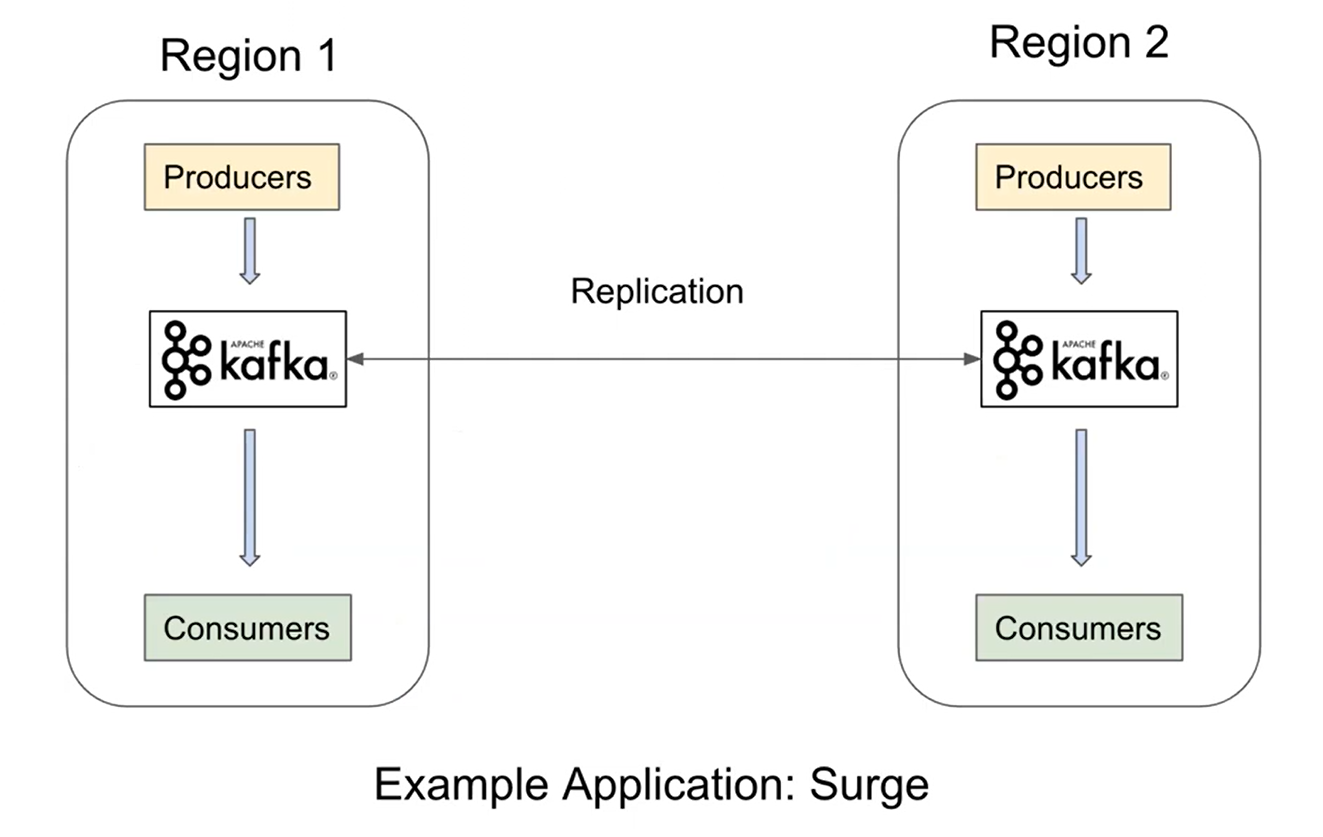 Region 1
Region 2
Producers
Producers
Replication
APACHE
kafka®
APACHE
kafka®
Consumers
Consumers
Example Application: Surge